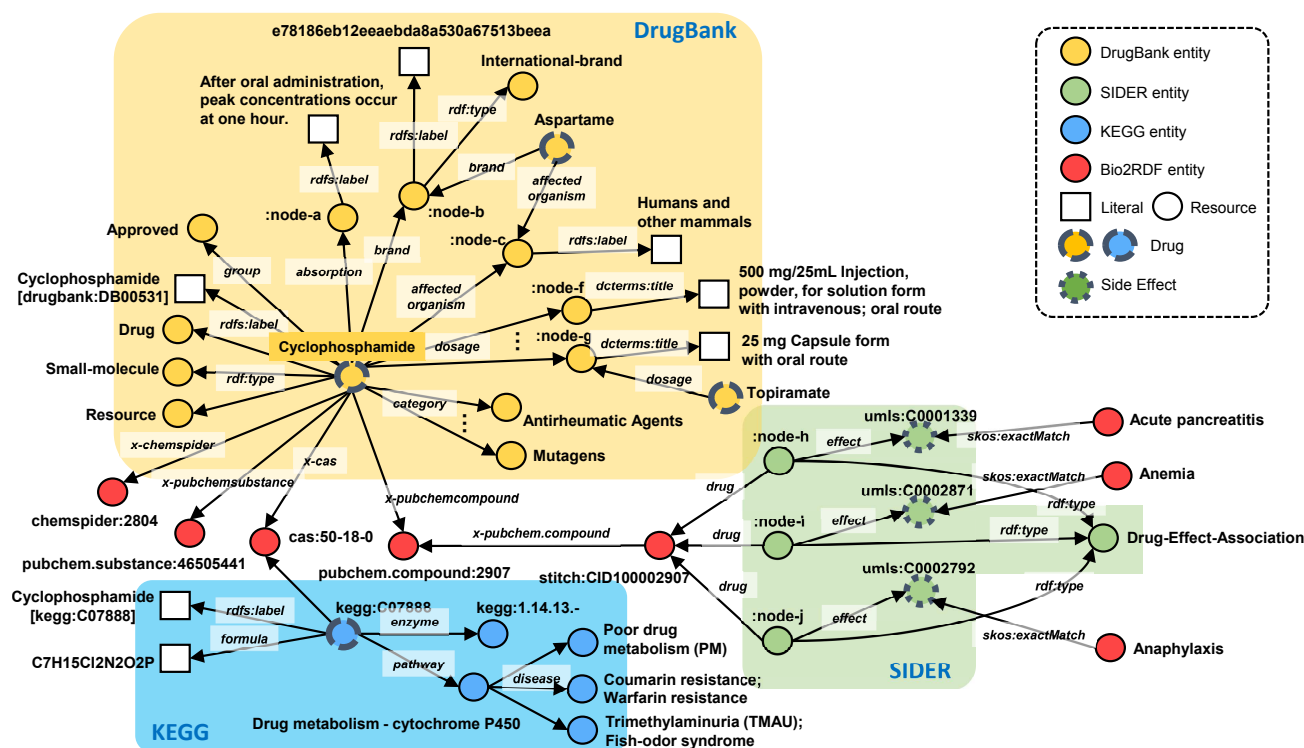 e78186eb12eeaebda8a530a67513beea
DrugBank
After oral administration,
peak concentrations occur
at one hour.
International-brand
rdf:type
rdfs:label
Aspartame
brand
rdfs:label
affected
organism
:node-a
:node-b
Humans and
other mammals
Approved
:node-c
rdfs:label
group
absorption
brand
Cyclophosphamide
[drugbank:DB00531]
affected
organism
:node-f
dcterms:title
500 mg/25mL Injection,
powder, for solution form
with intravenous; oral route
rdfs:label
Drug
Cyclophosphamide
dosage
:node-g
dcterms:title
25 mg Capsule form
with oral route
Small-molecule
rdf:type
dosage
Topiramate
Resource
category
Antirheumatic Agents
x-chemspider
Mutagens
x-cas
x-pubchemsubstance
x-pubchemcompound
chemspider:2804
cas:50-18-0
pubchem.substance:46505441
pubchem.compound:2907
x-pubchem.compound
stitch:CID100002907
drug
drug
drug
:node-h
effect
umls:C0001339
skos:exactMatch
Acute pancreatitis
umls:C0002871
Anemia
rdf:type
:node-i
effect
rdf:type
Drug-Effect-Association
umls:C0002792
rdf:type
:node-j
effect
skos:exactMatch
Anaphylaxis
SIDER
Cyclophosphamide
[kegg:C07888]
rdfs:label
kegg:C07888
enzyme
kegg:1.14.13.-
formula
C7H15Cl2N2O2P
pathway
Poor drug
metabolism (PM)
disease
Coumarin resistance;
Warfarin resistance
Drug metabolism - cytochrome P450
Trimethylaminuria (TMAU);
Fish-odor syndrome
KEGG
DrugBank entity
SIDER entity
KEGG entity
Bio2RDF entity
Literal
Resource
Drug
Side Effect